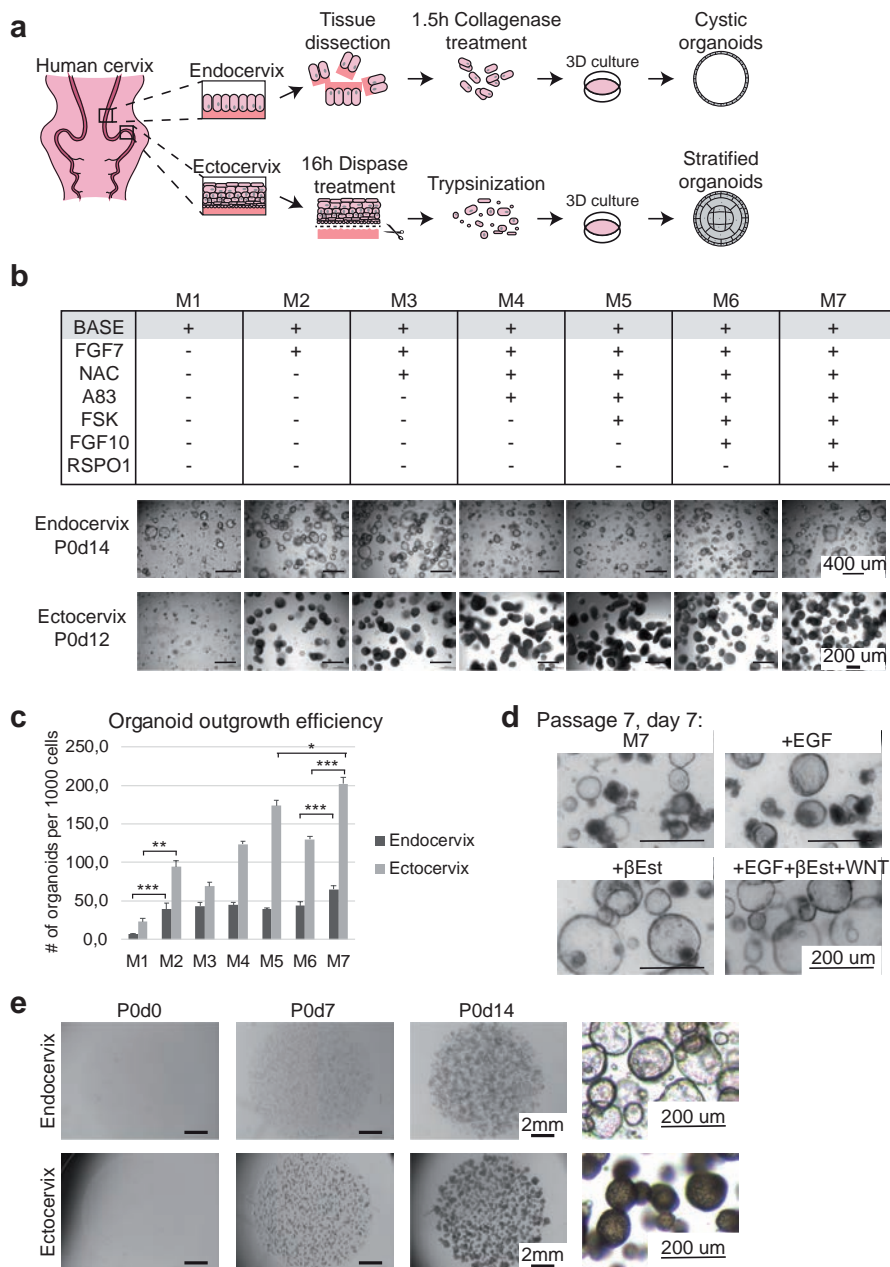 a
Human cervix
Endocervix
Tissue
dissection
1.5h Collagenase
treatment
3D culture
Cystic
organoids
Ectocervix
16h Dispase
treatment
Trypsinization
3D culture
Stratified
organoids
b
M1 M2 M3 M4 M5 M6 M7
BASE + + + + + + +
FGF7 - + + + + + +
NAC - - + + + + +
A83 - - - + + + +
FSK - - - - + + +
FGF10 - - - - - + +
RSPO1 - - - - - - +
Endocervix
P0d14
400 um
Ectocervix
P0d12
200 um
c
Organoid outgrowth efficiency
# of organoids per 1000 cells
250,0
200,0
150,0
100,0
50,0
0,0
*** ** *** *** *
M1 M2 M3 M4 M5 M6 M7
Endocervix
Ectocervix
d
Passage 7, day 7:
M7 +EGF
+βEst +EGF+βEst+WNT
200 um
e
P0d0 P0d7 P0d14
Endocervix
2mm
200 um
Ectocervix
2mm
200 um